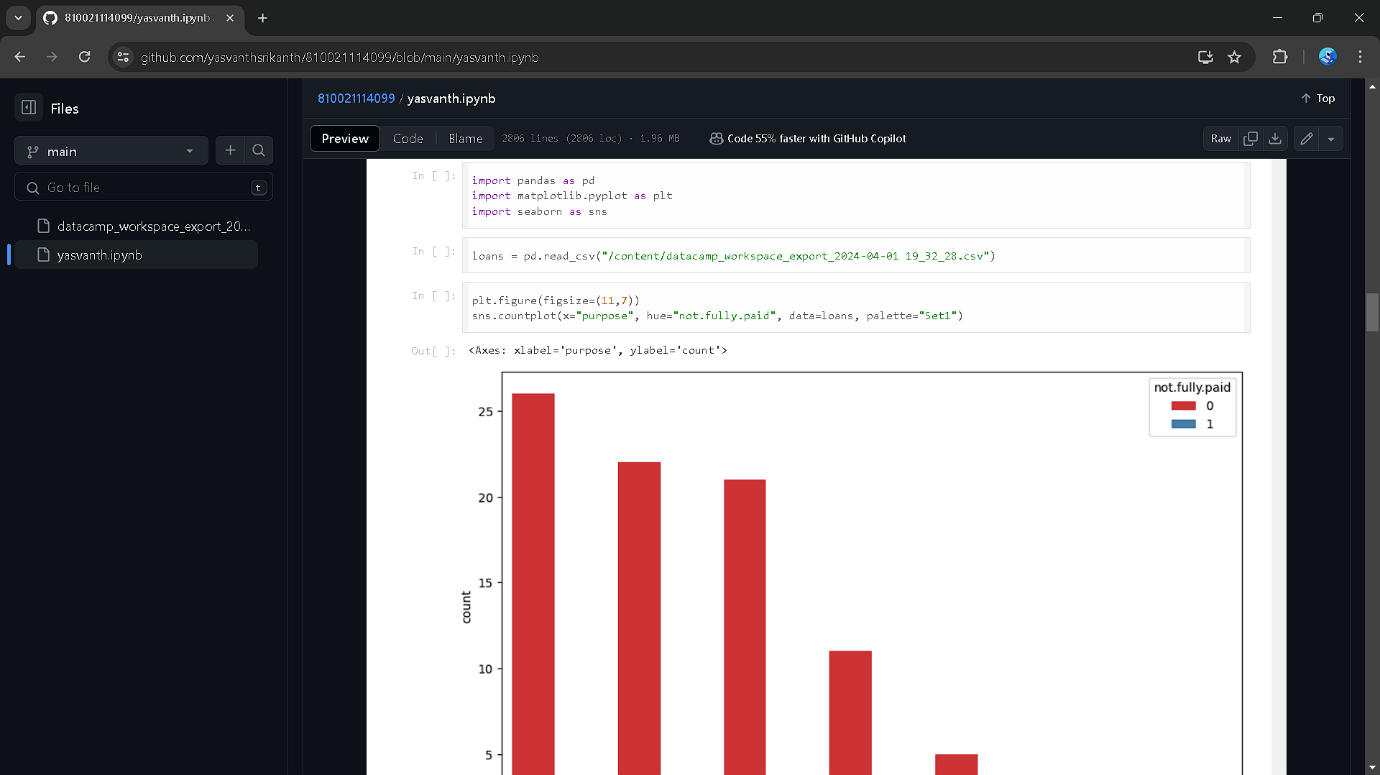 810021114099/yasvanth.ipynb
github.com/yasvanthsrikanth/810021114099/blob/main/yasvanth.ipynb
Files
main
Go to file
t
datacamp_workspace_export_20...
yasvanth.ipynb
810021114099 / yasvanth.ipynb
Top
Preview
Code
Blame
2806 lines (2806 loc) · 1.96 MB
Code 55% faster with GitHub Copilot
Raw
In [ ]:
import pandas as pd
import matplotlib.pyplot as plt
import seaborn as sns
In [ ]:
loans = pd.read_csv("/content/datacamp_workspace_export_2024-04-01 19_32_28.csv")
In [ ]:
plt.figure(figsize=(11,7))
sns.countplot(x="purpose", hue="not.fully.paid", data=loans, palette="Set1")
Out[ ]:
<Axes: xlabel='purpose', ylabel='count'>
not.fully.paid
0
1
25
20
15
10
5
count